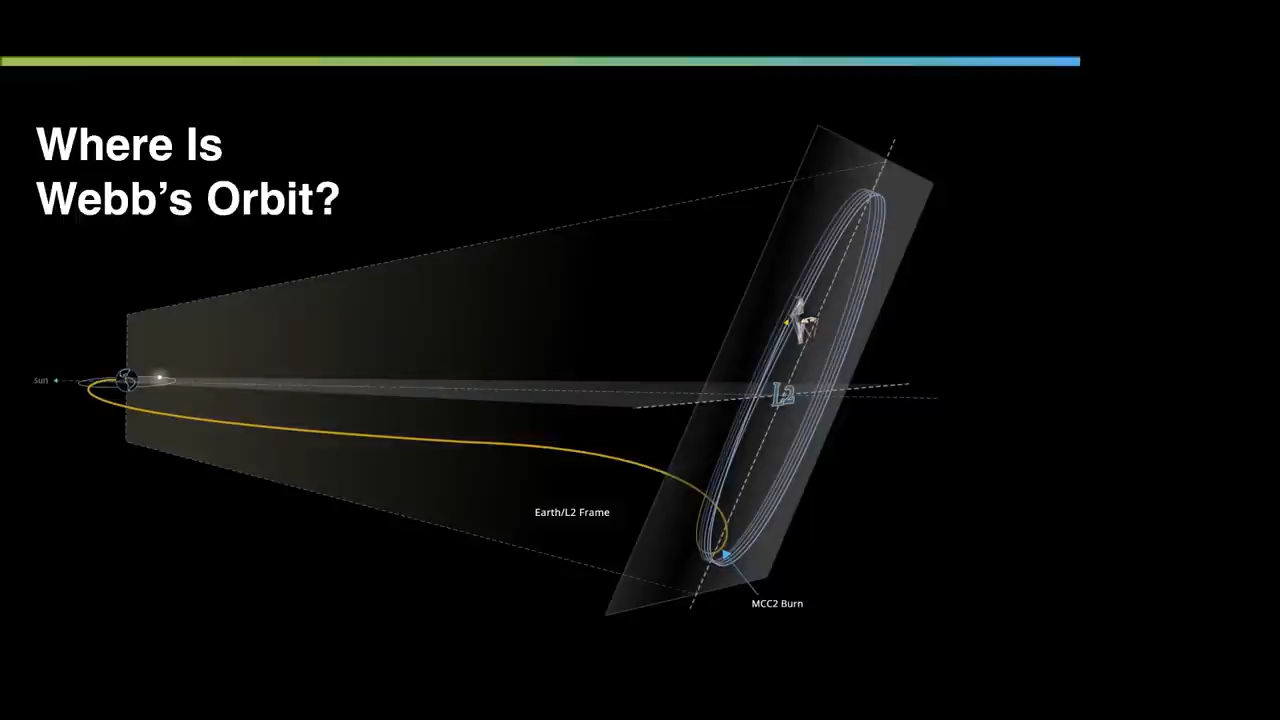 Where Is
Webb’s Orbit?
Sun
L2
Earth/L2 Frame
MCC2 Burn